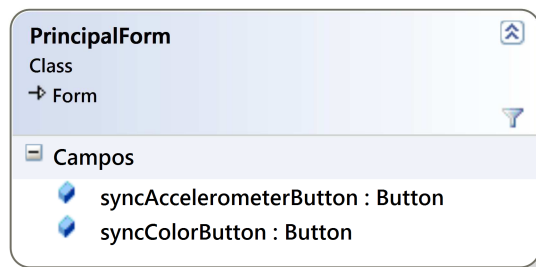 PrincipalForm
Class
Form
Campos
syncAccelerometerButton : Button
syncColorButton : Button